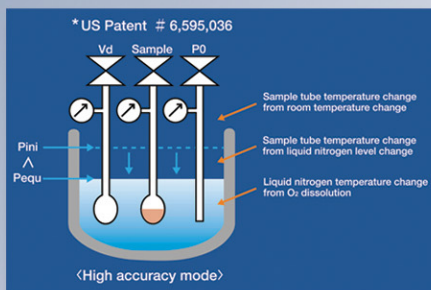 *US Patent # 6,595,036
Vd Sample P0
Sample tube temperature change
from room temperature change
Pini
Sample tube temperature change
from liquid nitrogen level change
^
Pequ
Liquid nitrogen temperature change
from O₂ dissolution
〈High accuracy mode〉